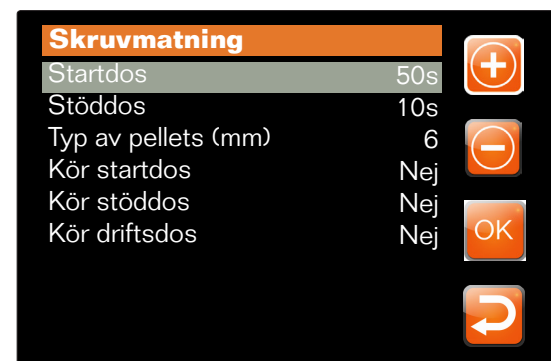 Skruvmatning
Startdos 50s
Stöddos 10s
Typ av pellets (mm) 6
Kör startdos Nej
Kör stöddos Nej
Kör driftsdos Nej
OK